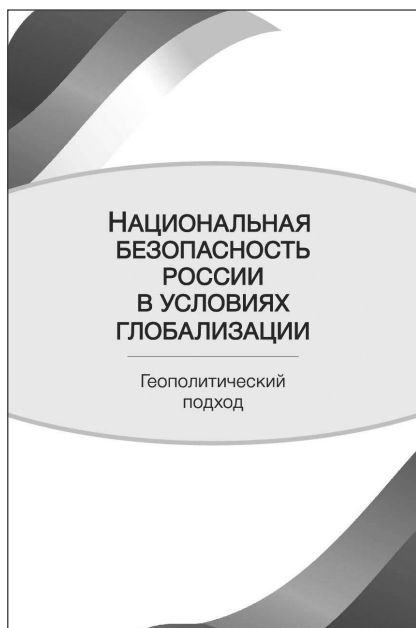 НАЦИОНАЛЬНАЯ
БЕЗОПАСНОСТЬ
РОССИИ
В УСЛОВИЯХ
ГЛОБАЛИЗАЦИИ
Геополитический
подход